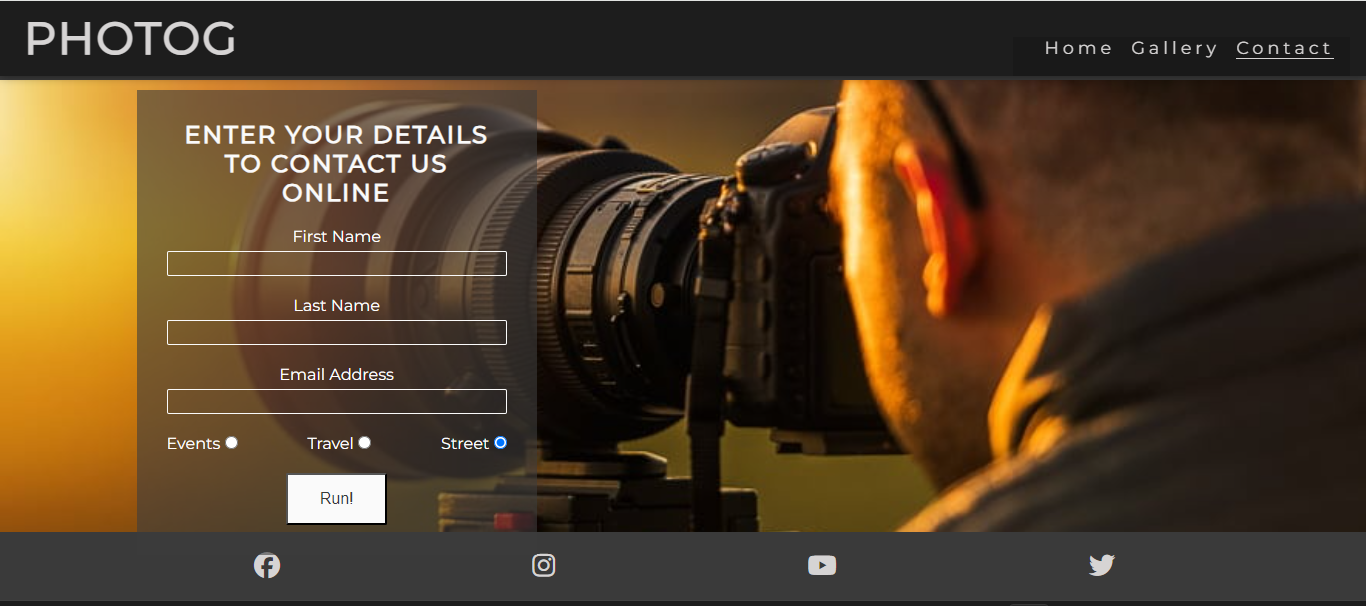 PHOTOG
Home Gallery Contact
ENTER YOUR DETAILS
TO CONTACT US
ONLINE
First Name
Last Name
Email Address
Events Travel Street
Run!